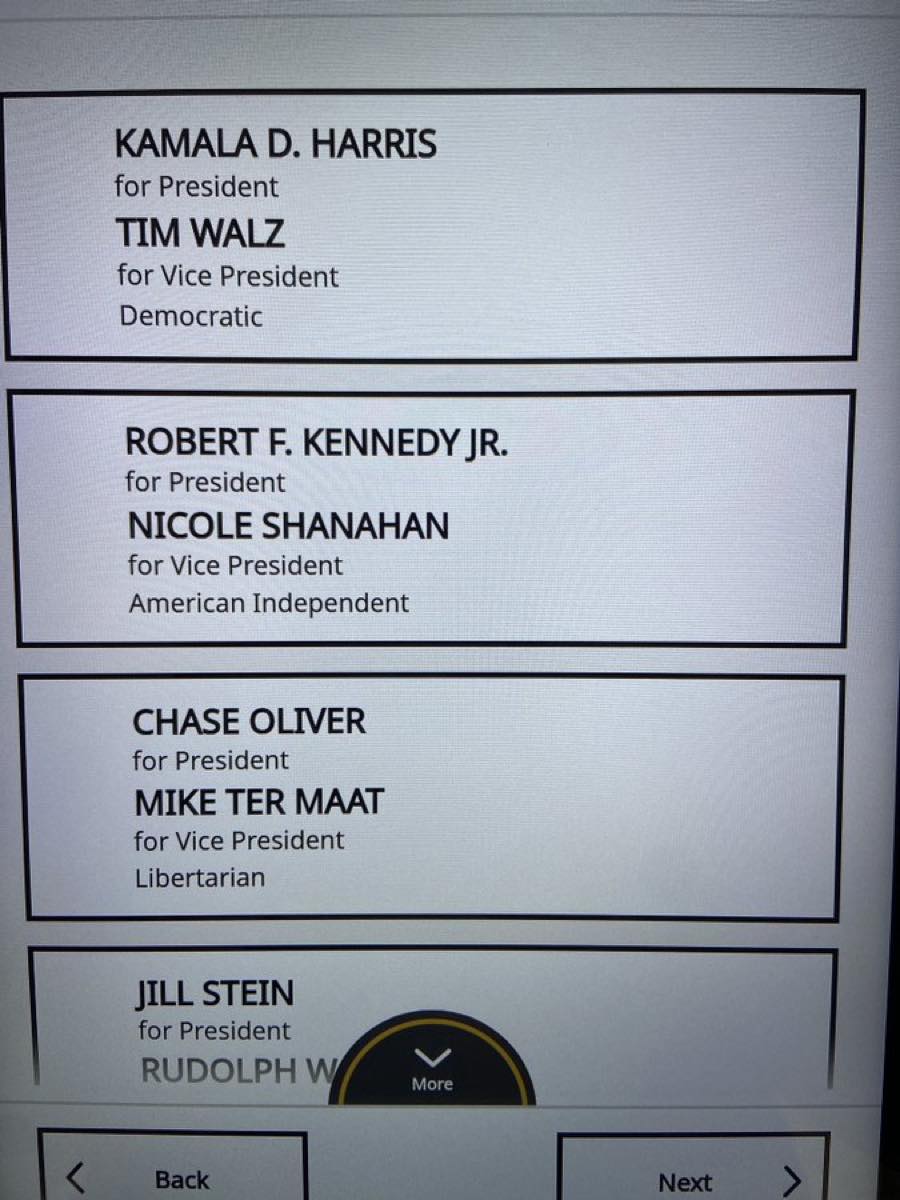 KAMALA D. HARRIS
for President
TIM WALZ
for Vice President
Democratic
ROBERT F. KENNEDY JR.
for President
NICOLE SHANAHAN
for Vice President
American Independent
CHASE OLIVER
for President
MIKE TER MAAT
for Vice President
Libertarian
JILL STEIN
for President
RUDOLPH W
More
Back
Next